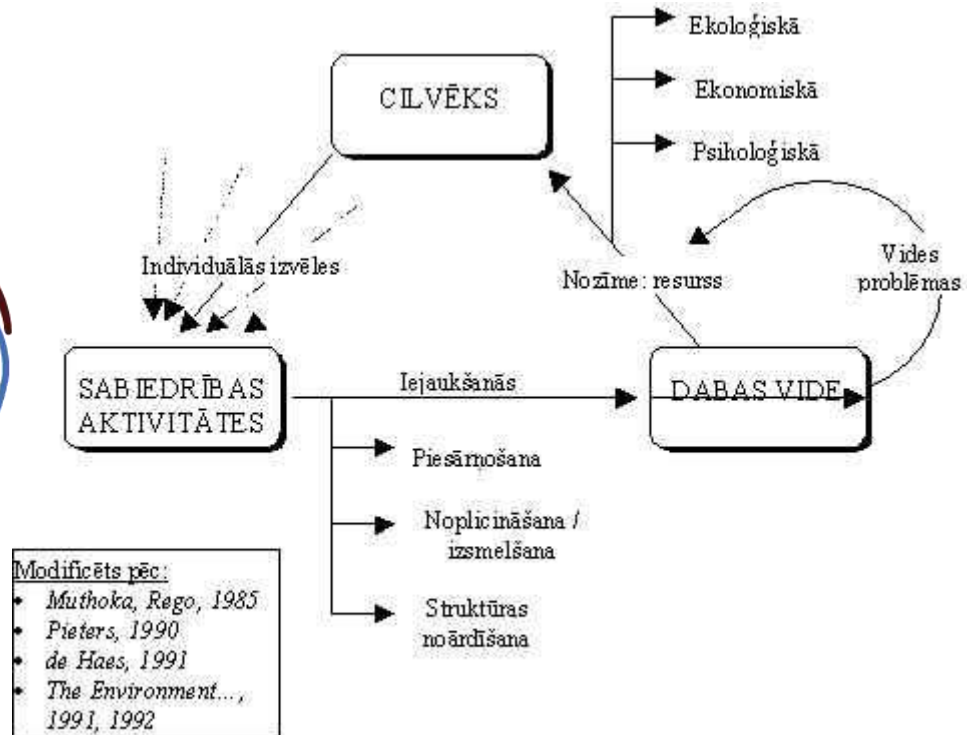 Ekoloģiskā
CILVĒKS
Ekonomiskā
Psiholoģiskā
Individuālās izvēles
Nozīme: resurss
Vides
problēmas
SABIEDRĪBAS
AKTIVITĀTES
Iejaukšanās
DABAS VIDE
Piesārņošana
Noplicināšana /
izsmelšana
Struktūras
noārdīšana
Modificēts pēc:
• Muthoka, Rego, 1985
• Pieters, 1990
• de Haes, 1991
• The Environment...,
1991, 1992